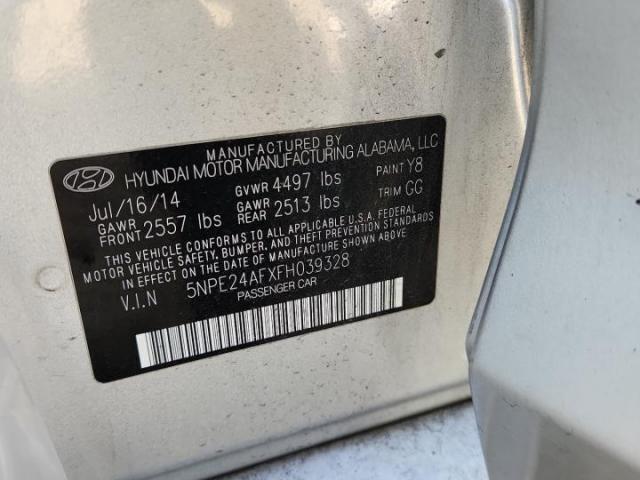 MANUFACTURED BY
HYUNDAI MOTOR MANUFACTURING ALABAMA, LLC
Jul/16/14 GVWR 4497 lbs PAINT Y8
GAWR FRONT 2557 lbs GAWR REAR 2513 lbs TRIM GG
THIS VEHICLE CONFORMS TO ALL APPLICABLE U.S.A. FEDERAL
MOTOR VEHICLE SAFETY, BUMPER, AND THEFT PREVENTION STANDARDS
IN EFFECT ON THE DATE OF MANUFACTURE SHOWN ABOVE.
V.I.N 5NPE24AFXFH039328
PASSENGER CAR